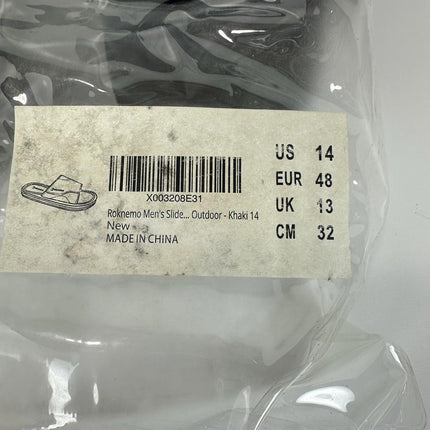 X003208E31
Roknemo Men's Slide... Outdoor - Khaki 14
New
MADE IN CHINA
US 14
EUR 48
UK 13
CM 32